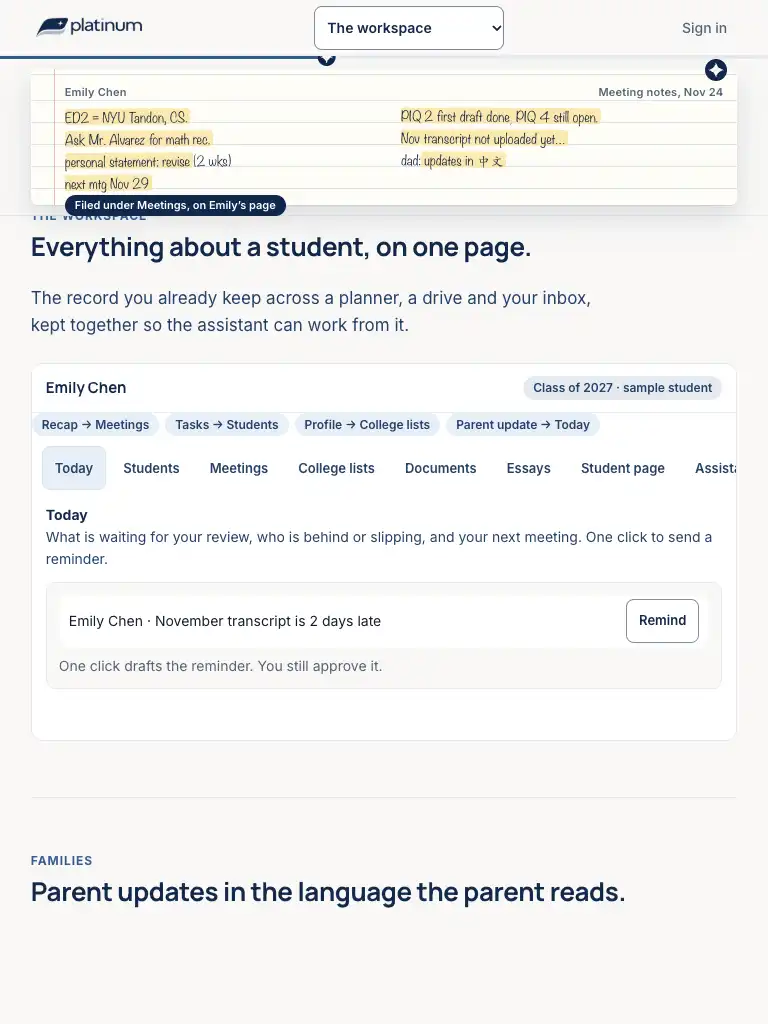 platinum
The workspace
Sign in
Emily Chen
Meeting notes, Nov 24
ED2 = NYU Tandon, CS.
Ask Mr. Alvarez for math rec.
personal statement: revise (2 wks)
next mtg Nov 29
PIQ 2 first draft done, PIQ 4 still open.
Nov transcript not uploaded yet...
dad: updates in 中文
Filed under Meetings, on Emily's page
THE WORKSPACE
Everything about a student, on one page.
The record you already keep across a planner, a drive and your inbox,
kept together so the assistant can work from it.
Emily Chen
Class of 2027 · sample student
Recap → Meetings
Tasks → Students
Profile → College lists
Parent update → Today
Today
Students
Meetings
College lists
Documents
Essays
Student page
Assista
Today
What is waiting for your review, who is behind or slipping, and your next meeting. One click to send a
reminder.
Emily Chen · November transcript is 2 days late
Remind
One click drafts the reminder. You still approve it.
FAMILIES
Parent updates in the language the parent reads.